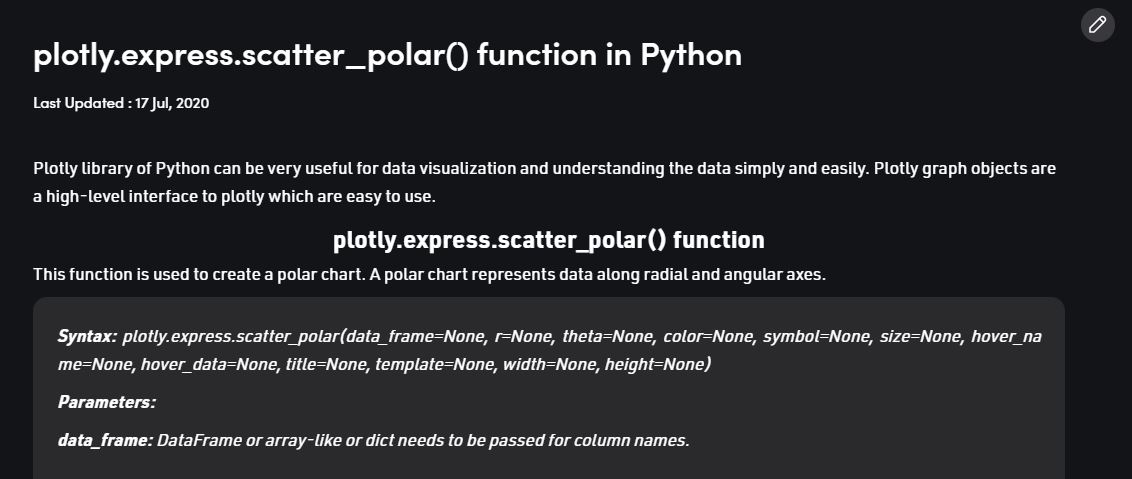 plotly.express.scatter_polar() function in Python
Last Updated : 17 Jul, 2020
Plotly library of Python can be very useful for data visualization and understanding the data simply and easily. Plotly graph objects are
a high-level interface to plotly which are easy to use.
plotly.express.scatter_polar() function
This function is used to create a polar chart. A polar chart represents data along radial and angular axes.
Syntax: plotly.express.scatter_polar(data_frame=None, r=None, theta=None, color=None, symbol=None, size=None, hover_na
me=None, hover_data=None, title=None, template=None, width=None, height=None)
Parameters:
data_frame: DataFrame or array-like or dict needs to be passed for column names.